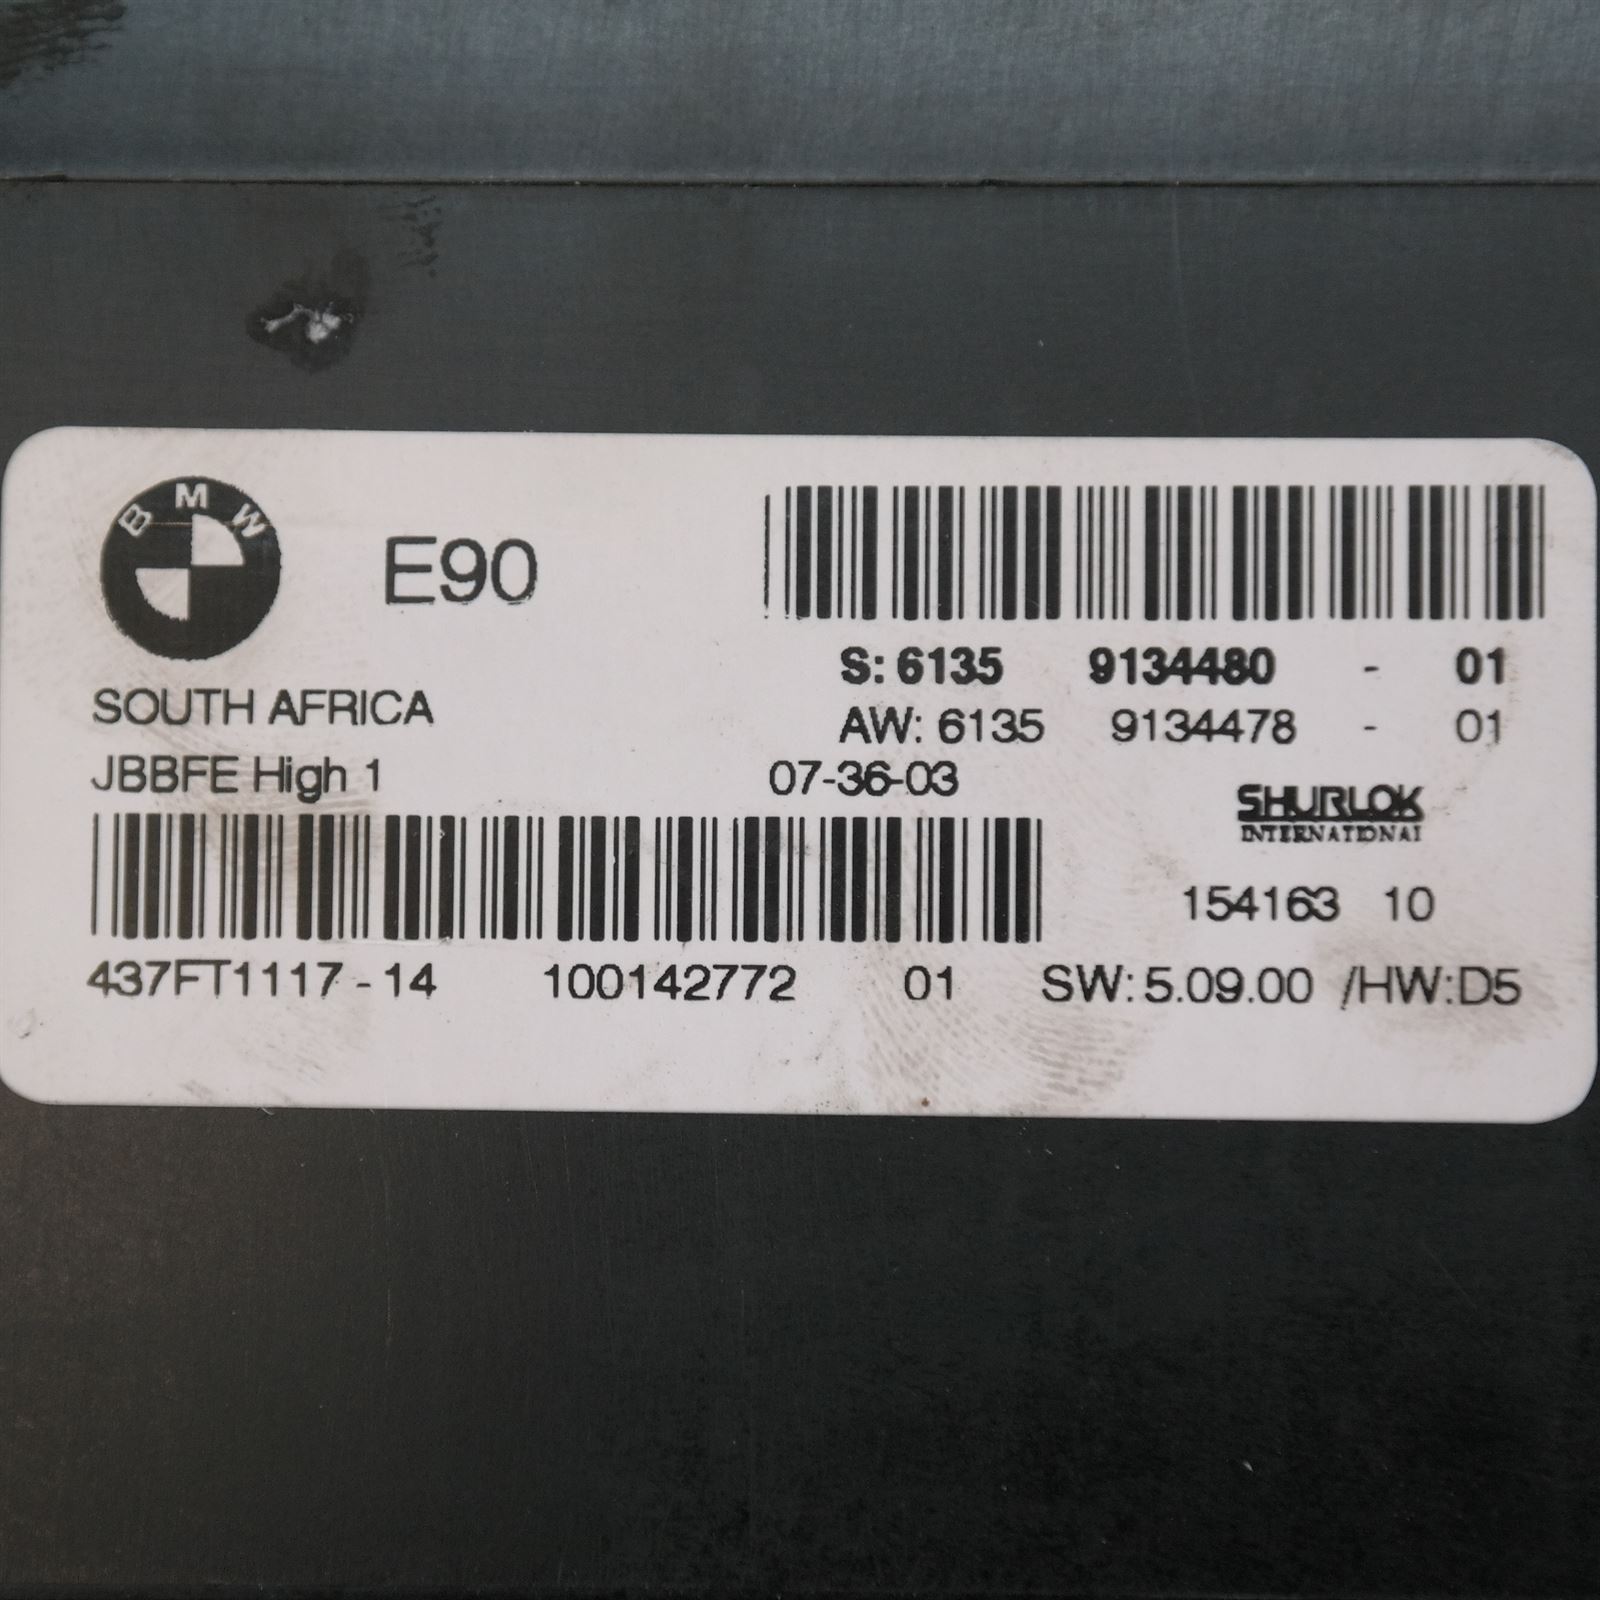 BMW
E90
S: 6135 9134480 - 01
SOUTH AFRICA
AW: 6135 9134478 - 01
JBBFE High 1
07-36-03
SHURLOK
INTERNATIONAL
154163 10
437FT1117 - 14 100142772 01 SW: 5.09.00 /HW:D5